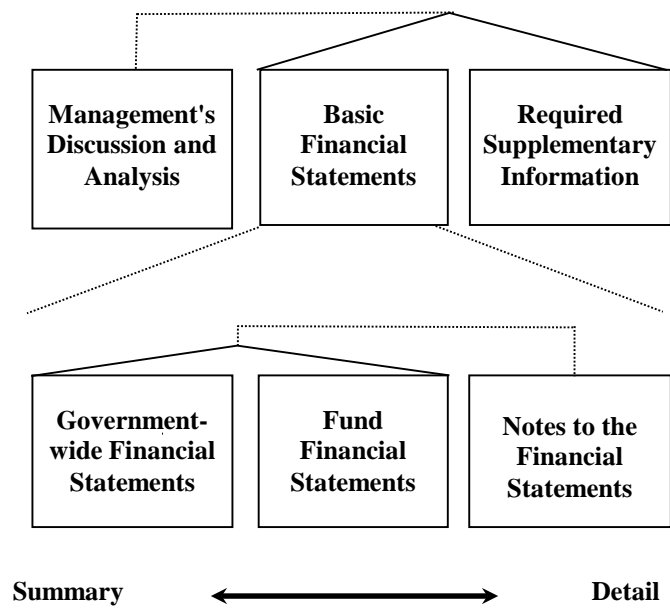 Management's
Discussion and
Analysis
Basic
Financial
Statements
Required
Supplementary
Information
Government-
wide Financial
Statements
Fund
Financial
Statements
Notes to the
Financial
Statements
Summary
Detail